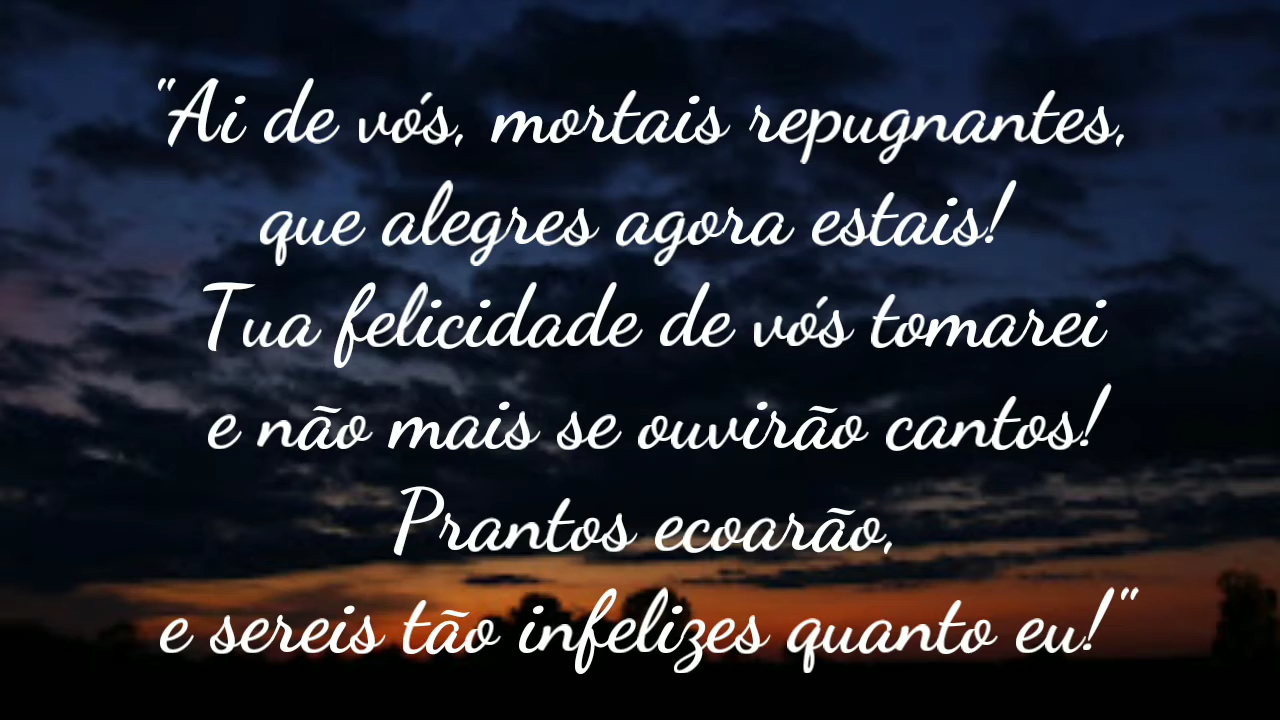 "Ai de vós, mortais repugnantes,
que alegres agora estais!
Tua felicidade de vós tomarei
e não mais se ouvirão cantos!
Prantos ecoarão,
e sereis tão infelizes quanto eu!"